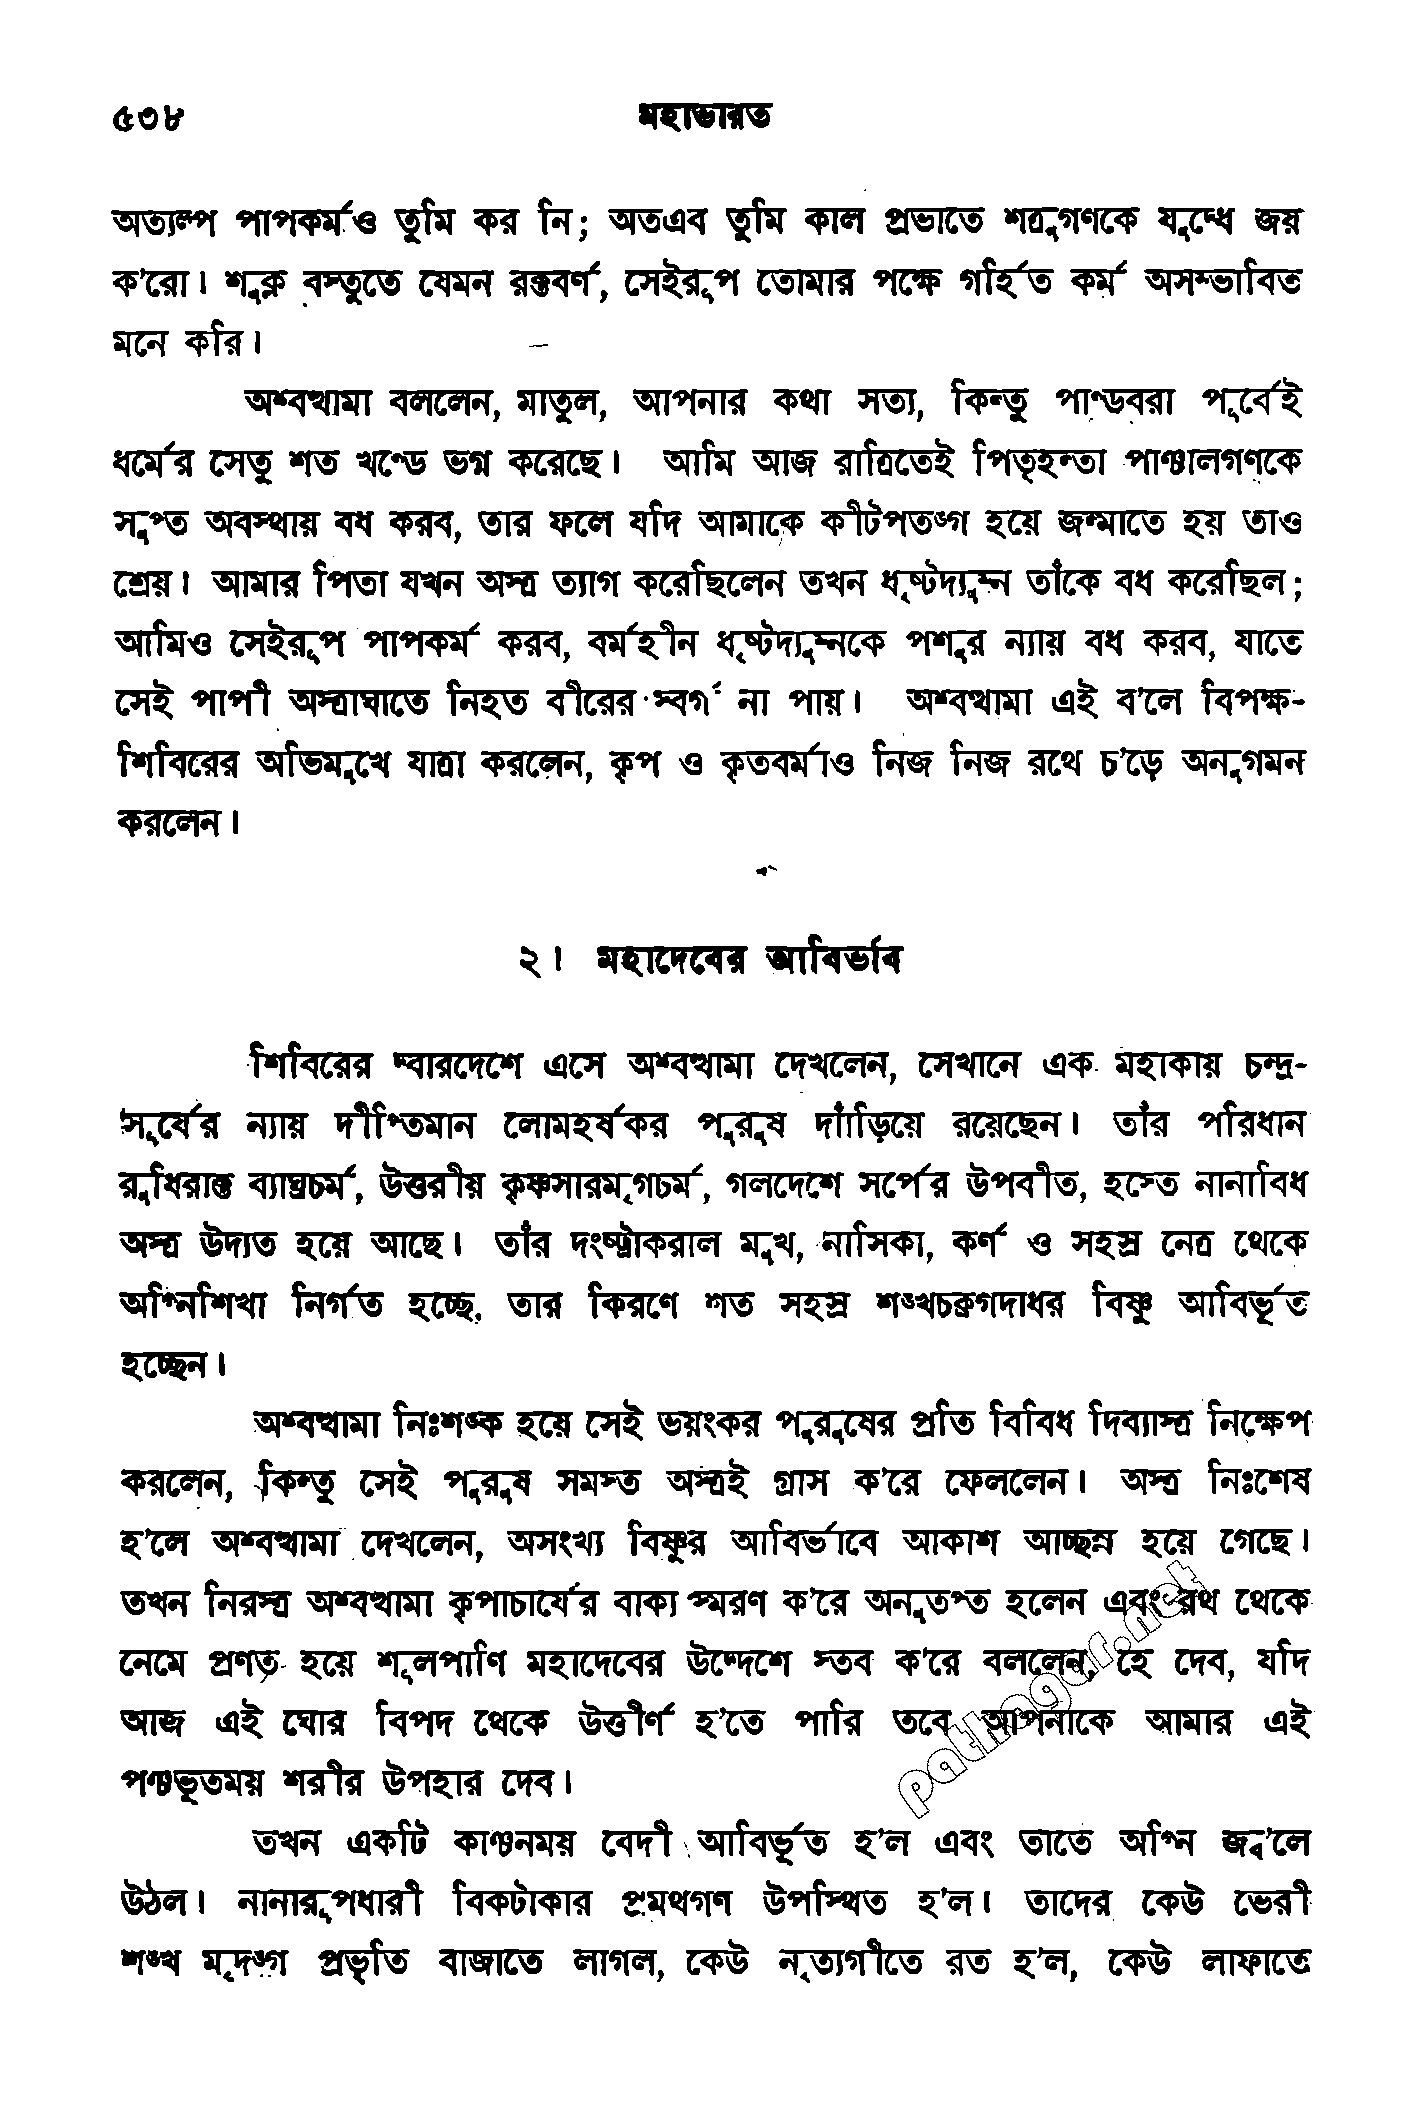 ৫৩৮ মহাভারত
অত্যল্প পাপকর্মও তুমি কর নি; অতএব তুমি কাল প্রভাতে শত্রুগণকে যুদ্ধে জয়
ক'রো। শুক্ল বস্তুতে যেমন রক্তবর্ণ, সেইরূপ তোমার পক্ষে গর্হিত কর্ম অসম্ভাবিত
মনে করি।
অশ্বত্থামা বললেন, মাতুল, আপনার কথা সত্য, কিন্তু পাণ্ডবরা পূর্বেই
ধর্মের সেতু শত খণ্ডে ভগ্ন করেছে। আমি আজ রাত্রিতেই পিতৃহন্তা পাঞ্চালগণকে
সুপ্ত অবস্থায় বধ করব, তার ফলে যদি আমাকে কীটপতঙ্গ হয়ে জন্মাতে হয় তাও
শ্রেয়। আমার পিতা যখন অস্ত্র ত্যাগ করেছিলেন তখন ধৃষ্টদ্যুম্ন তাঁকে বধ করেছিল;
আমিও সেইরূপ পাপকর্ম করব, বর্মহীন ধৃষ্টদ্যুম্নকে পশুর ন্যায় বধ করব, যাতে
সেই পাপী অস্ত্রাঘাতে নিহত বীরের স্বর্গ না পায়। অশ্বত্থামা এই ব'লে বিপক্ষ-
শিবিরের অভিমুখে যাত্রা করলেন, কৃপ ও কৃতবর্মাও নিজ নিজ রথে চ'ড়ে অনুগমন
করলেন।
২। মহাদেবের আবির্ভাব
শিবিরের দ্বারদেশে এসে অশ্বত্থামা দেখলেন, সেখানে এক মহাকায় চন্দ্র-
সূর্যের ন্যায় দীপ্তিমান লোমহর্ষকর পুরুষ দাঁড়িয়ে রয়েছেন। তাঁর পরিধান
রুধিরাক্ত ব্যাঘ্রচর্ম, উত্তরীয় কৃষ্ণসারমৃগচর্ম, গলদেশে সর্পের উপবীত, হস্তে নানাবিধ
অস্ত্র উদ্যত হয়ে আছে। তাঁর দংষ্ট্রাকরাল মুখ, নাসিকা, কর্ণ ও সহস্র নেত্র থেকে
অগ্নিশিখা নির্গত হচ্ছে, তার কিরণে শত সহস্র শঙ্খচক্রগদাধর বিষ্ণু আবির্ভূত
হচ্ছেন।
অশ্বত্থামা নিঃশঙ্ক হয়ে সেই ভয়ংকর পুরুষের প্রতি বিবিধ দিব্যাস্ত্র নিক্ষেপ
করলেন, কিন্তু সেই পুরুষ সমস্ত অস্ত্রই গ্রাস ক'রে ফেললেন। অস্ত্র নিঃশেষ
হ'লে অশ্বত্থামা দেখলেন, অসংখ্য বিষ্ণুর আবির্ভাবে আকাশ আচ্ছন্ন হয়ে গেছে।
তখন নিরস্ত্র অশ্বত্থামা কৃপাচার্যের বাক্য স্মরণ ক'রে অনুতপ্ত হলেন এবং রথ থেকে
নেমে প্রণত হয়ে শূলপাণি মহাদেবের উদ্দেশে স্তব ক'রে বললেন, হে দেব, যদি
আজ এই ঘোর বিপদ থেকে উত্তীর্ণ হ'তে পারি তবে আপনাকে আমার এই
পঞ্চভূতময় শরীর উপহার দেব।
তখন একটি কাঞ্চনময় বেদী আবির্ভূত হ'ল এবং তাতে অগ্নি জ্ব'লে
উঠল। নানারূপধারী বিকটাকার প্রমথগণ উপস্থিত হ'ল। তাদের কেউ ভেরী
শঙ্খ মৃদঙ্গ প্রভৃতি বাজাতে লাগল, কেউ নৃত্যগীতে রত হ'ল, কেউ লাফাতে
pathagar.net